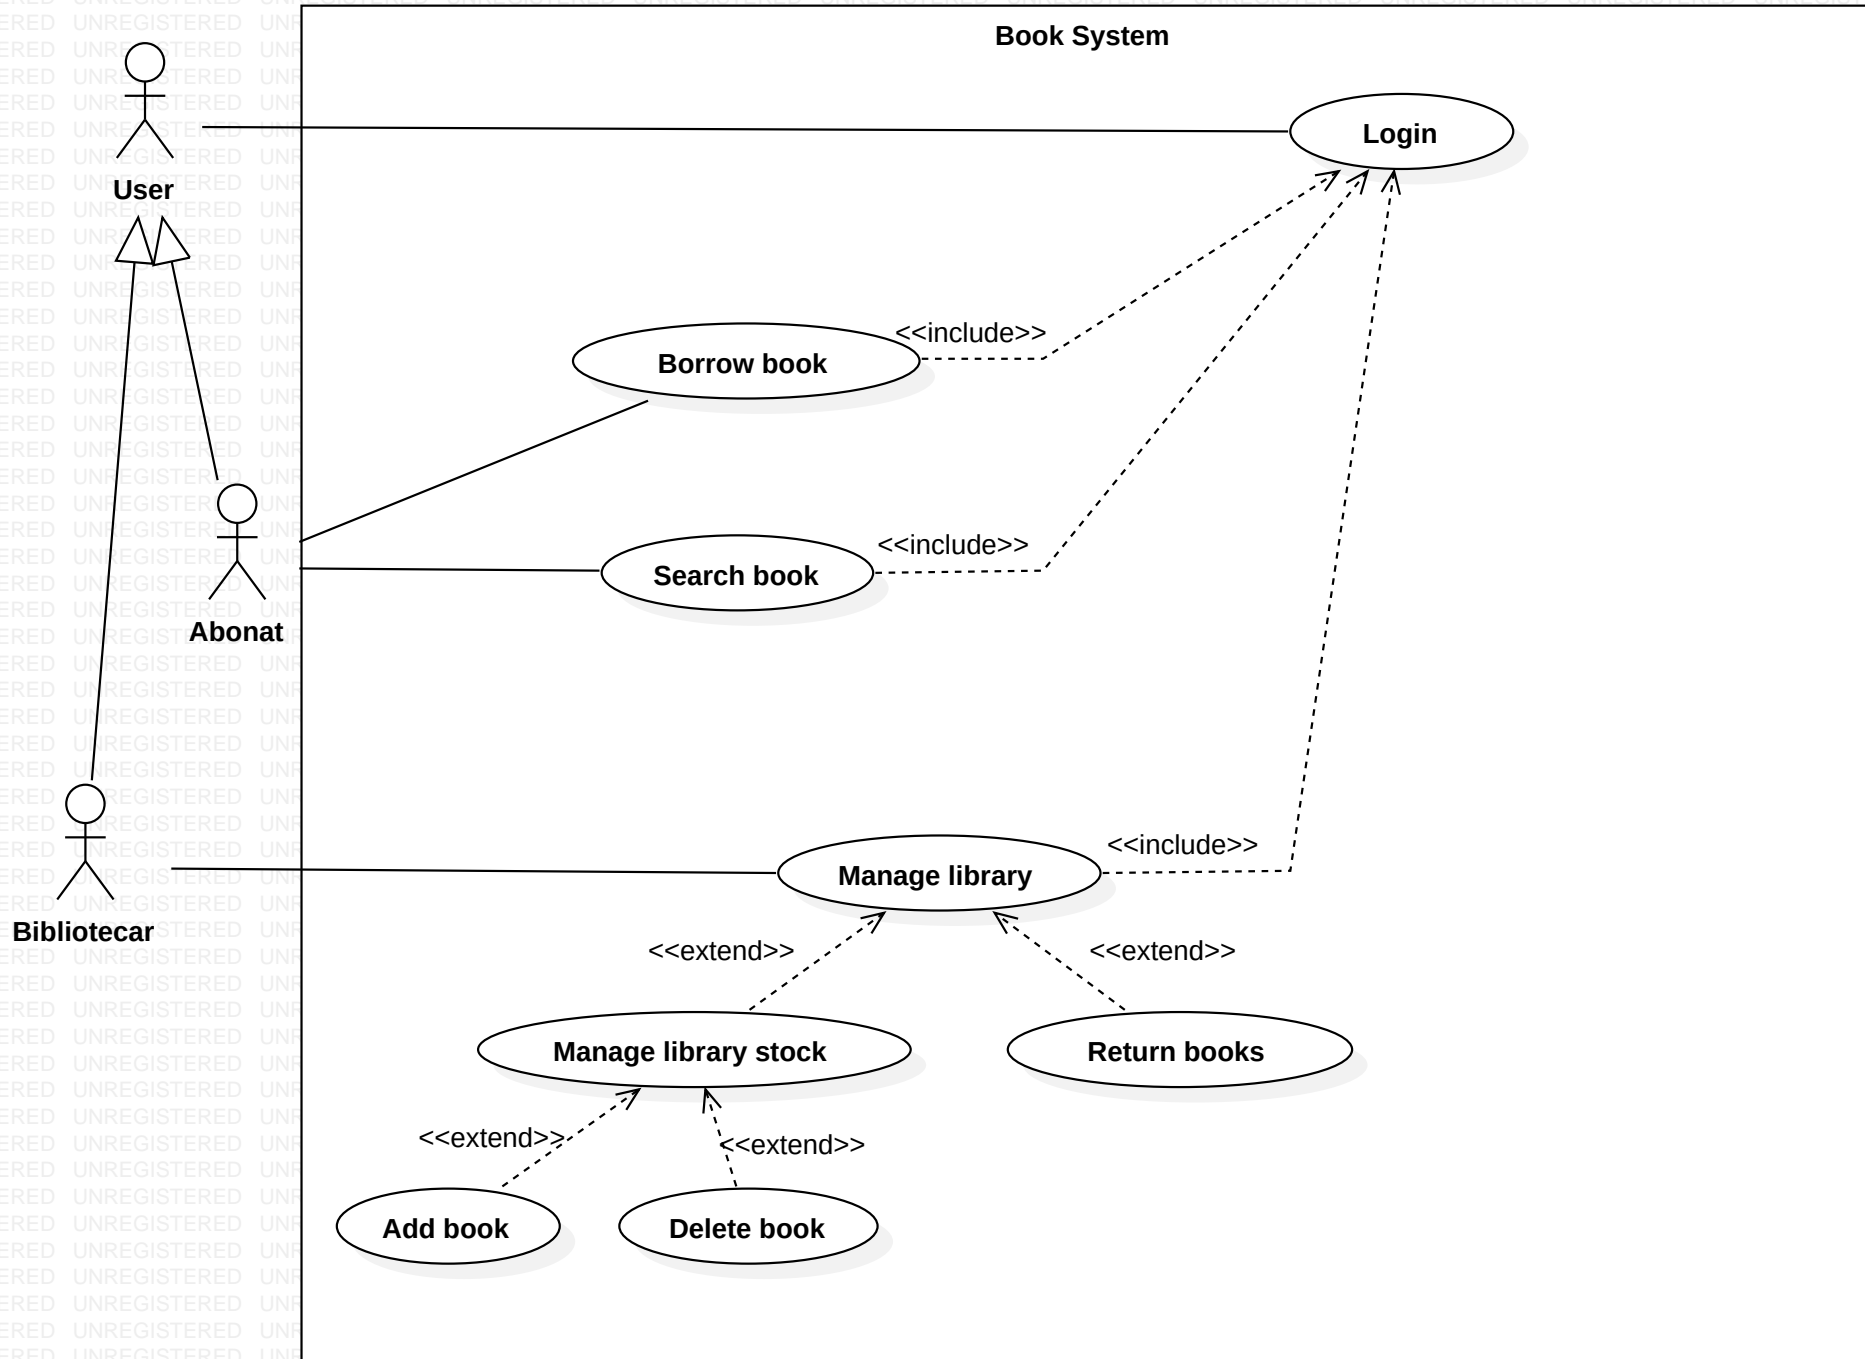 Book System
User
Login
<<include>>
Borrow book
<<include>>
Search book
Abonat
<<include>>
Manage library
Bibliotecar
<<extend>>
<<extend>>
Manage library stock
Return books
<<extend>>
<<extend>>
Add book
Delete book
UNREGISTERED